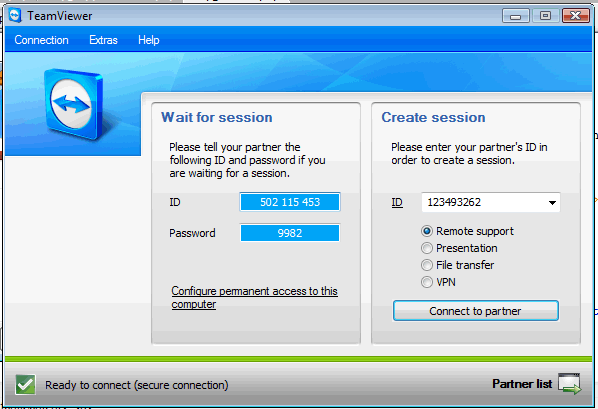 TeamViewer
Connection Extras Help
Wait for session
Please tell your partner the
following ID and password if you
are waiting for a session.
ID 502 115 453
Password 9982
Configure permanent access to this
computer
Create session
Please enter your partner's ID in
order to create a session.
ID 123493262
Remote support
Presentation
File transfer
VPN
Connect to partner
Ready to connect (secure connection)
Partner list